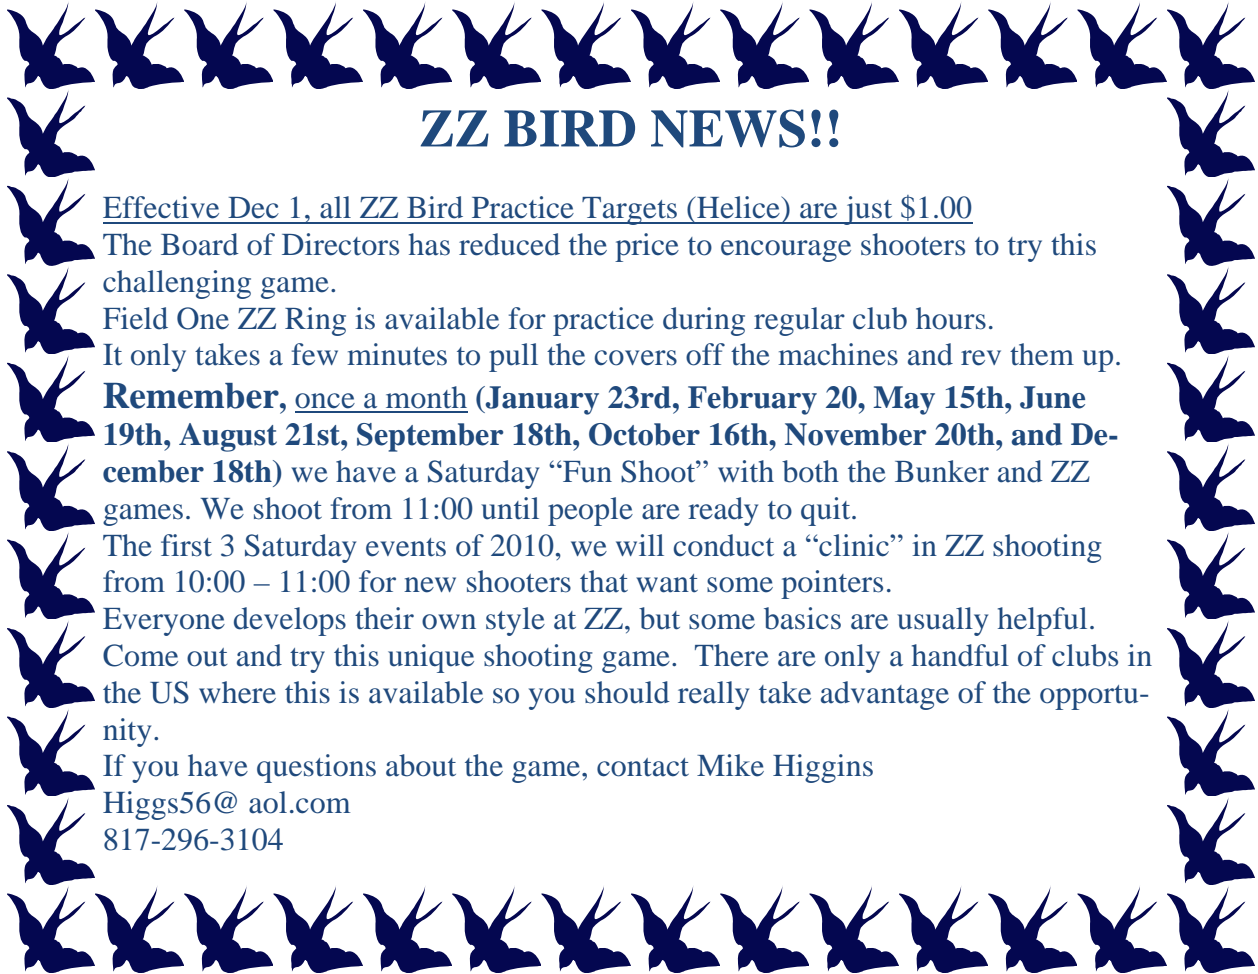 ZZ BIRD NEWS!!
Effective Dec 1, all ZZ Bird Practice Targets (Helice) are just $1.00
The Board of Directors has reduced the price to encourage shooters to try this
challenging game.
Field One ZZ Ring is available for practice during regular club hours.
It only takes a few minutes to pull the covers off the machines and rev them up.
Remember, once a month (January 23rd, February 20, May 15th, June
19th, August 21st, September 18th, October 16th, November 20th, and De-
cember 18th) we have a Saturday “Fun Shoot” with both the Bunker and ZZ
games. We shoot from 11:00 until people are ready to quit.
The first 3 Saturday events of 2010, we will conduct a “clinic” in ZZ shooting
from 10:00 – 11:00 for new shooters that want some pointers.
Everyone develops their own style at ZZ, but some basics are usually helpful.
Come out and try this unique shooting game.  There are only a handful of clubs in
the US where this is available so you should really take advantage of the opportu-
nity.
If you have questions about the game, contact Mike Higgins
Higgs56@ aol.com
817-296-3104